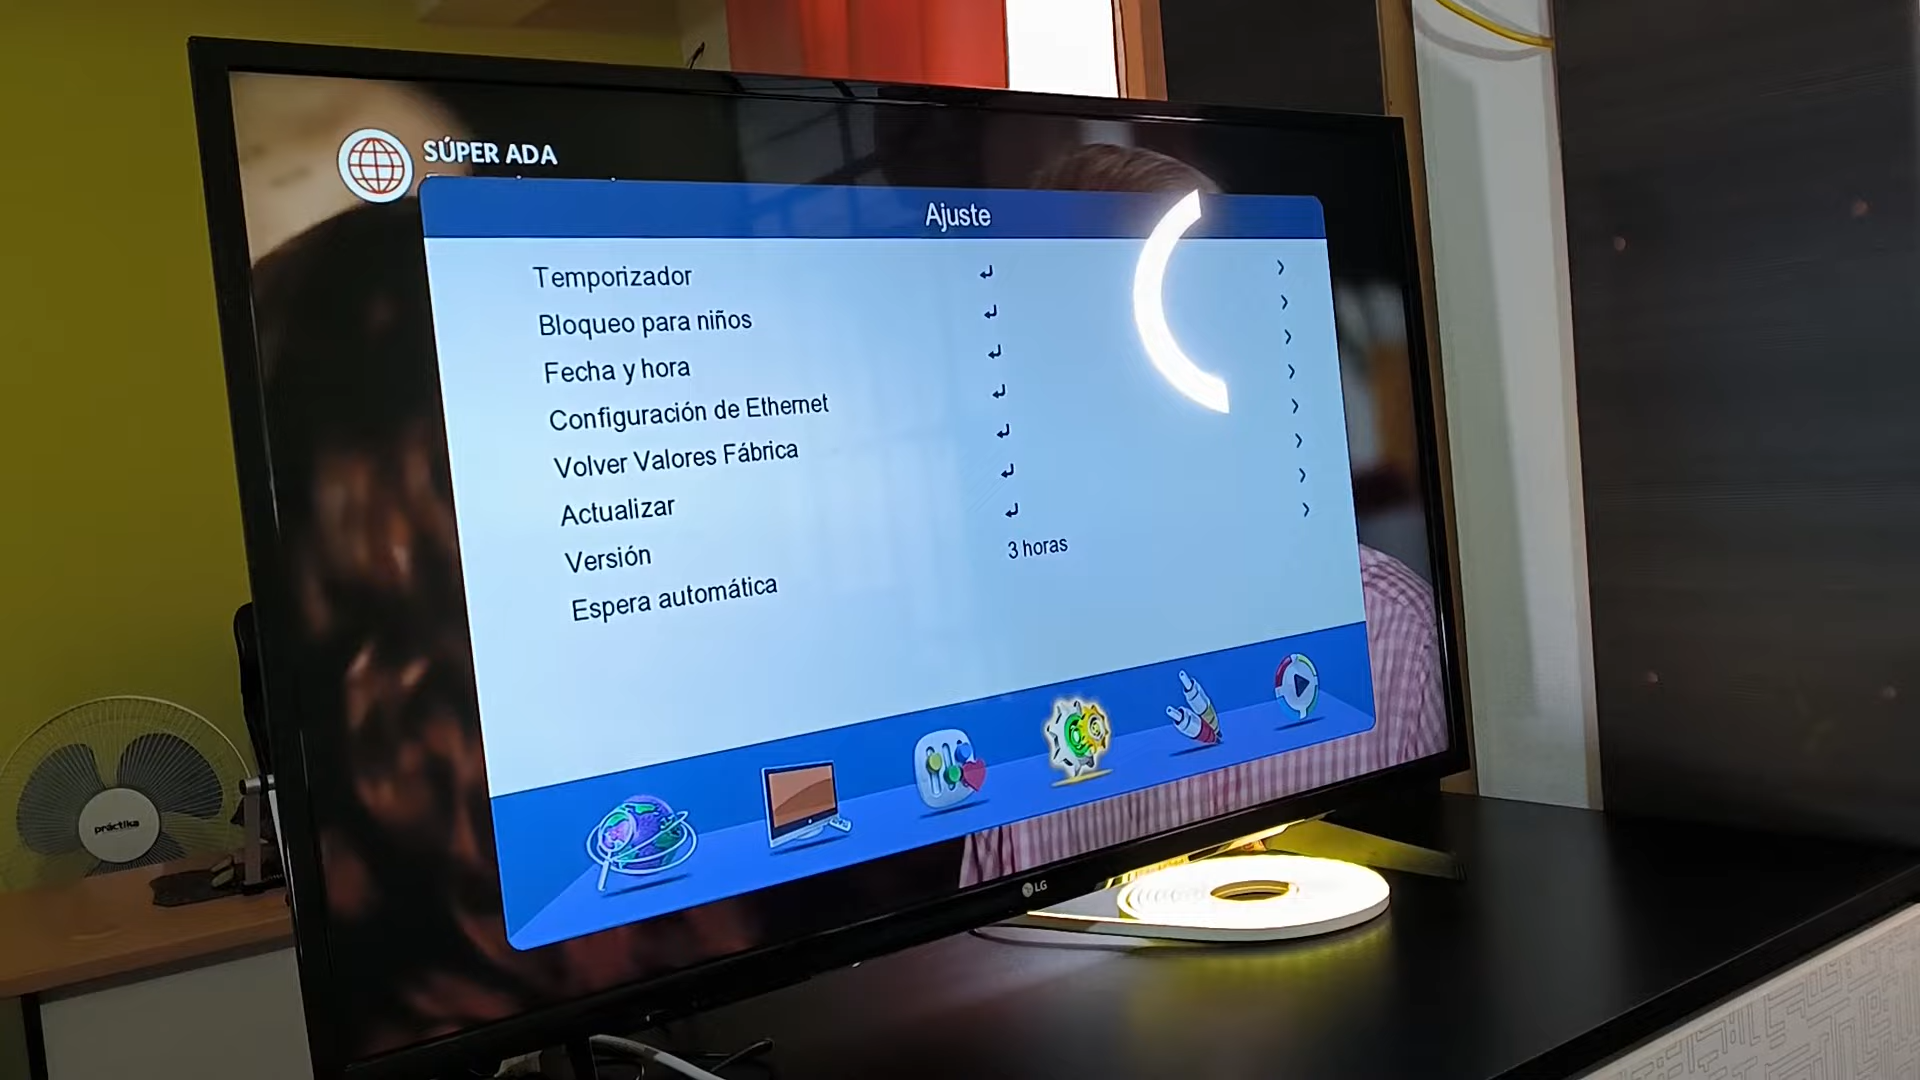 SÚPER ADA
Ajuste
Temporizador
Bloqueo para niños
Fecha y hora
Configuración de Ethernet
Volver Valores Fábrica
Actualizar
Versión
Espera automática 3 horas
práctika
LG